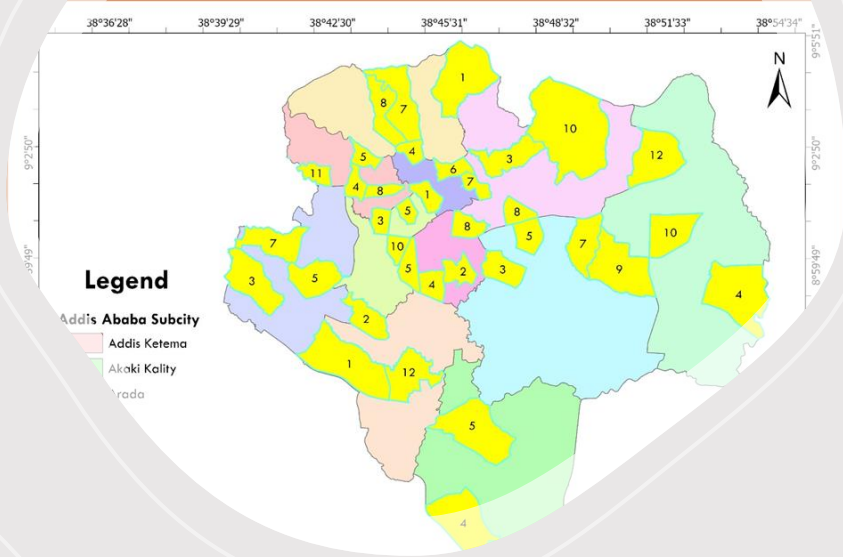 38°36'28" 38°39'29" 38°42'30" 38°45'31" 38°48'32" 38°51'33" 38°54'34"
9°5'51"
N
1
8 7
10
9°2'50" 9°2'50"
4
5 3 12
6
11 7
4 8 1
5 8
3
8 10
7 10 5 7
5 3 9
3 5 4 2 4
8°59'49"
Legend
2
Addis Ababa Subcity
Addis Ketema
1 12
Akaki Kality
Arada
5
4